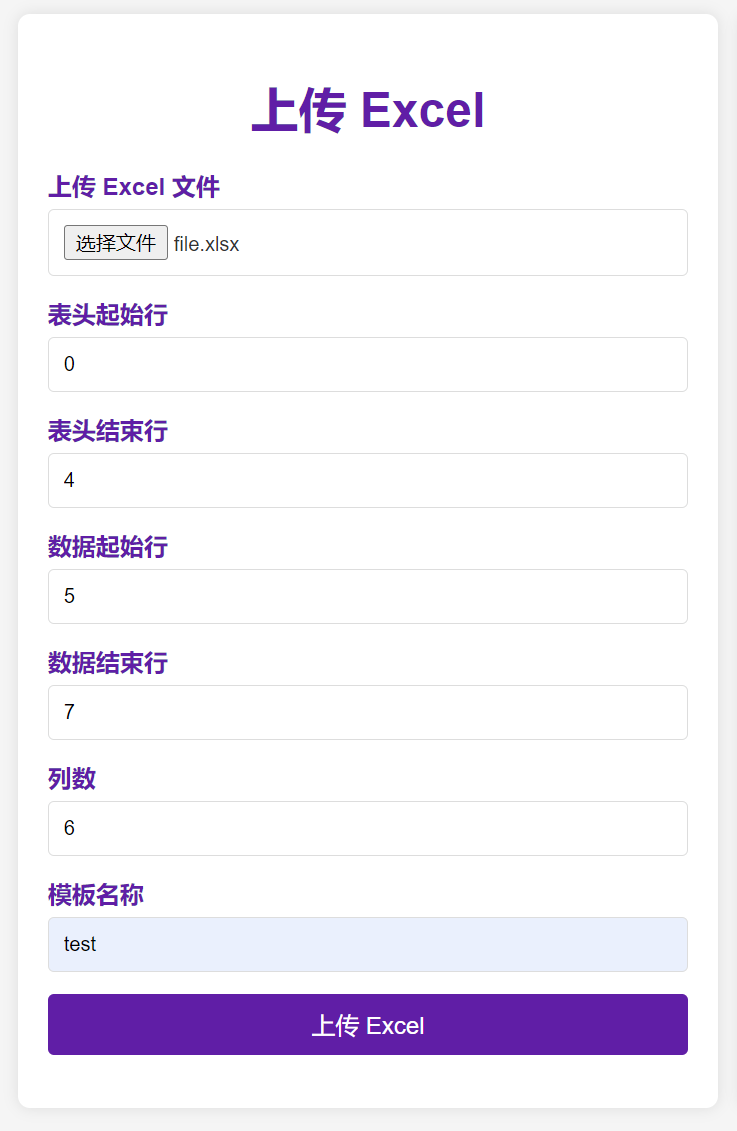 上传 Excel
上传 Excel 文件
选择文件 file.xlsx
表头起始行
0
表头结束行
4
数据起始行
5
数据结束行
7
列数
6
模板名称
test
上传 Excel